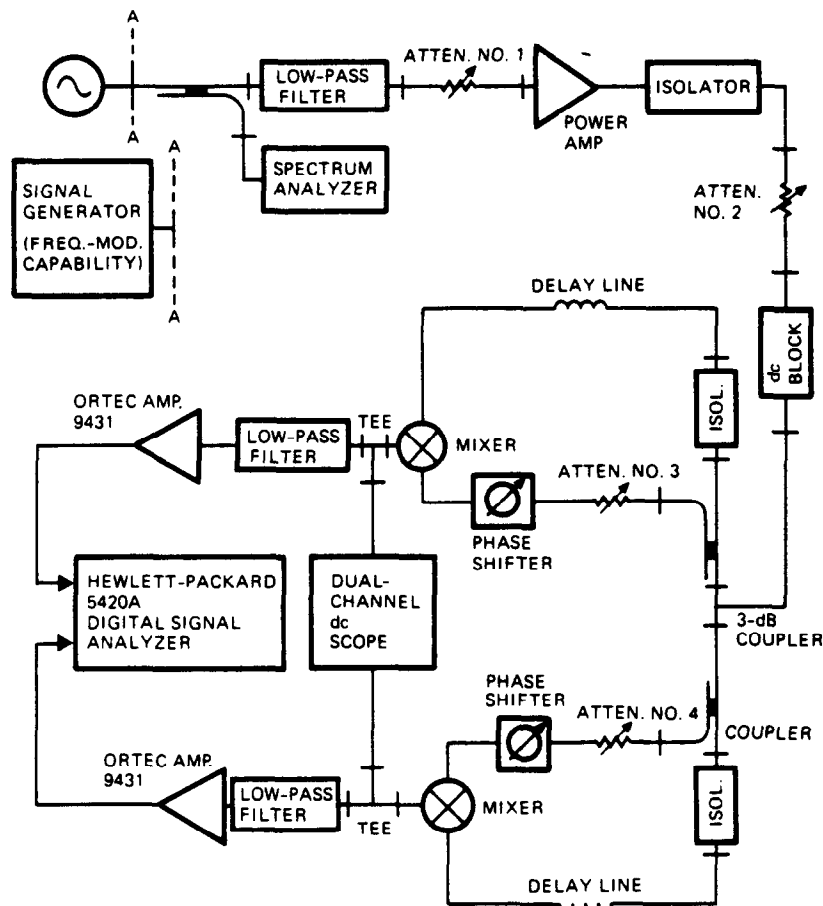 A
A
ATTEN. NO. 1
LOW-PASS
FILTER
ISOLATOR
POWER
AMP
SPECTRUM
ANALYZER
SIGNAL
GENERATOR
(FREQ.-MOD.
CAPABILITY)
A
A
ATTEN.
NO. 2
DELAY LINE
dc
BLOCK
ISOL.
ORTEC AMP.
9431
LOW-PASS
FILTER
TEE
MIXER
ATTEN. NO. 3
PHASE
SHIFTER
HEWLETT-PACKARD
5420A
DIGITAL SIGNAL
ANALYZER
DUAL-
CHANNEL
dc
SCOPE
3-dB
COUPLER
PHASE
SHIFTER
ATTEN. NO. 4
COUPLER
ORTEC AMP.
9431
LOW-PASS
FILTER
TEE
MIXER
ISOL.
DELAY LINE